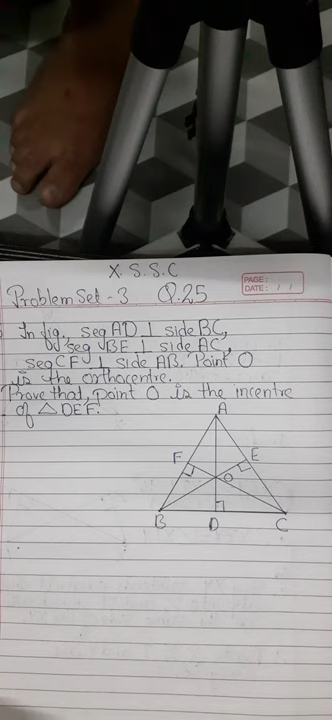 X. S. S. C
PAGE:
DATE: / /
Problem Set - 3 Q.25
In fig, seg AD ⊥ side BC,
seg BE ⊥ side AC,
seg CF ⊥ side AB. Point O
is the orthocentre.
Prove that, point O is the incentre
of △ DEF.
A
F
E
O
B
D
C